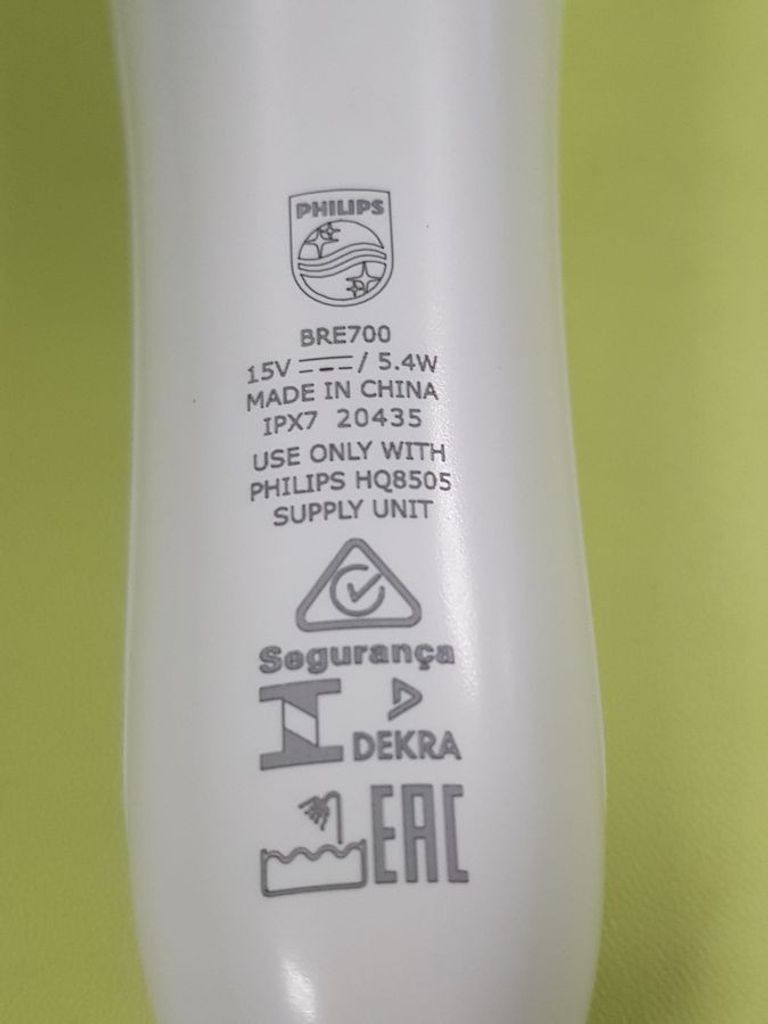 PHILIPS
BRE700
15V ⎓ / 5.4W
MADE IN CHINA
IPX7 20435
USE ONLY WITH
PHILIPS HQ8505
SUPPLY UNIT
Segurança
DEKRA
EAC